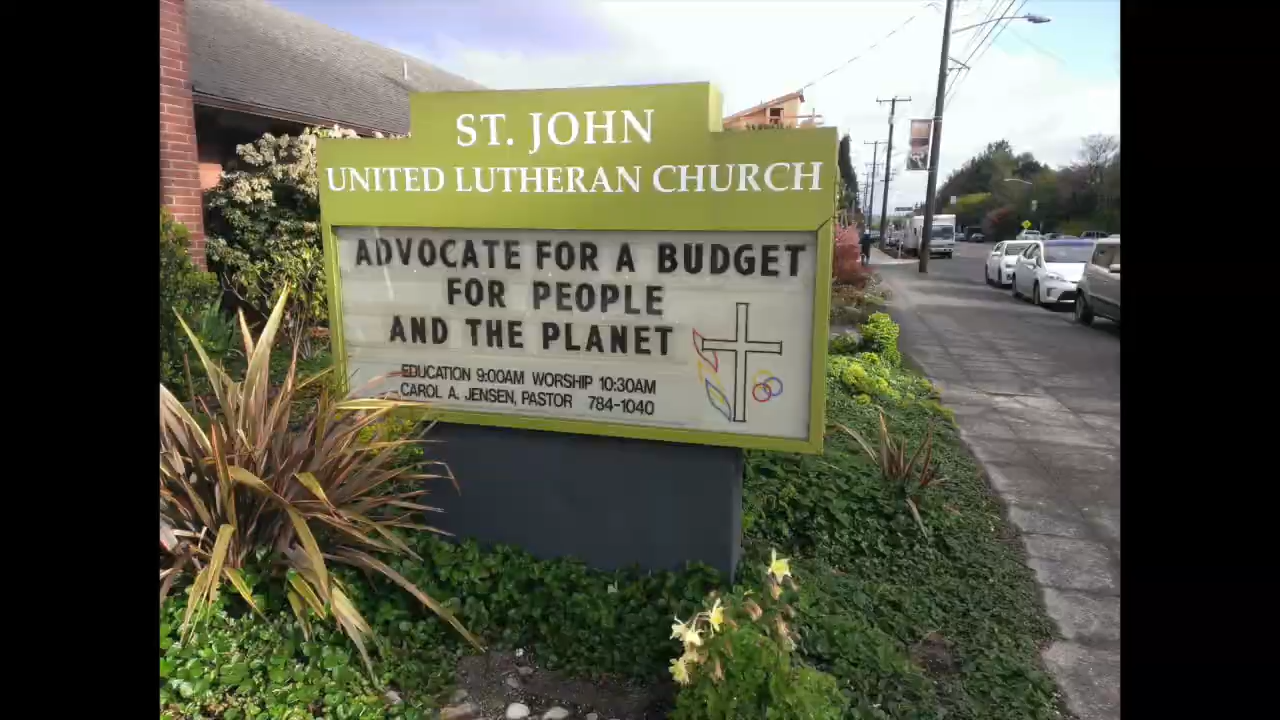 ST. JOHN
UNITED LUTHERAN CHURCH
ADVOCATE FOR A BUDGET
FOR PEOPLE
AND THE PLANET
EDUCATION 9:00AM WORSHIP 10:30AM
CAROL A. JENSEN, PASTOR 784-1040